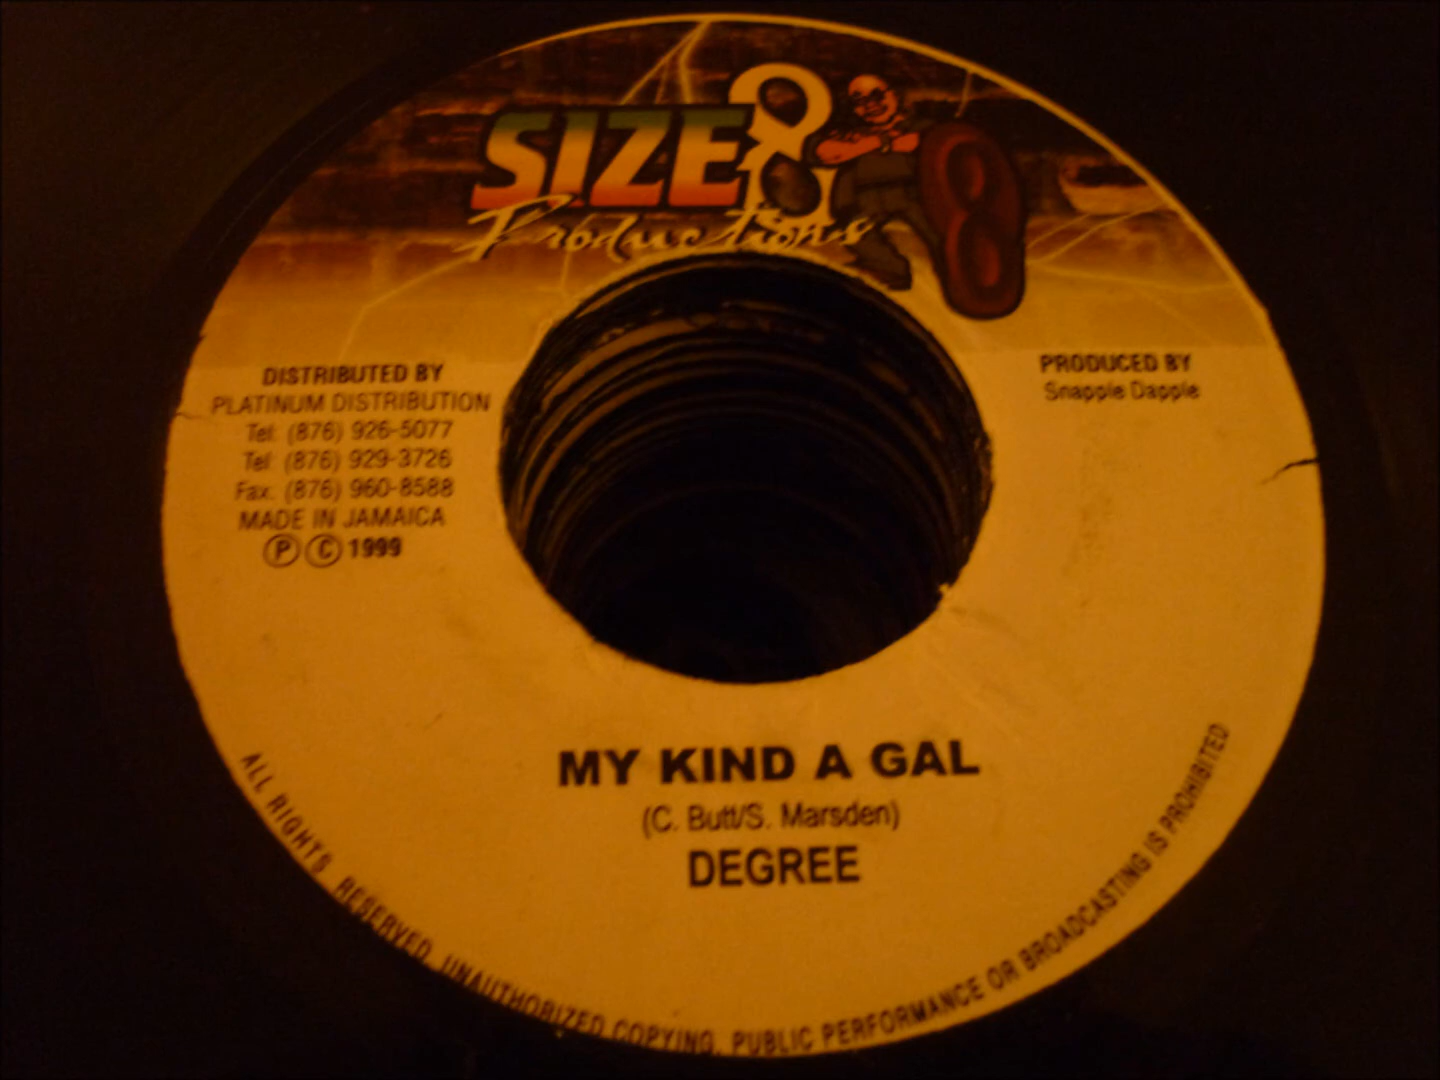 SIZE 8
Productions
DISTRIBUTED BY
PLATINUM DISTRIBUTION
Tel: (876) 926-5077
Tel: (876) 929-3726
Fax: (876) 960-8588
MADE IN JAMAICA
Ⓟ Ⓒ 1999
PRODUCED BY
Snapple Dapple
MY KIND A GAL
(C. Butt/S. Marsden)
DEGREE
ALL RIGHTS RESERVED. UNAUTHORIZED COPYING, PUBLIC PERFORMANCE OR BROADCASTING IS PROHIBITED